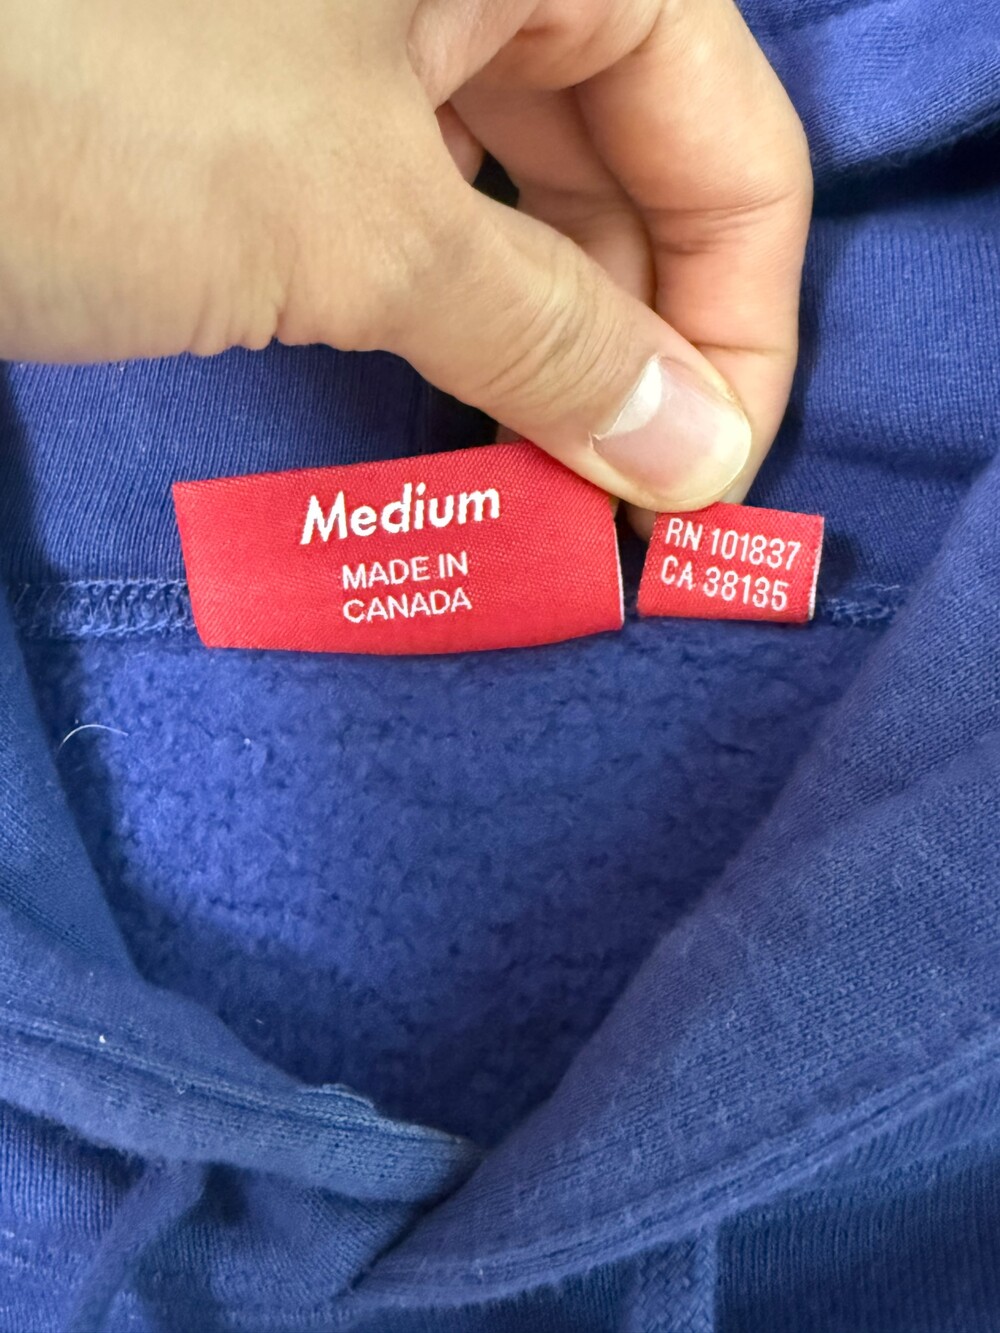 Medium
MADE IN
CANADA
RN 101837
CA 38135